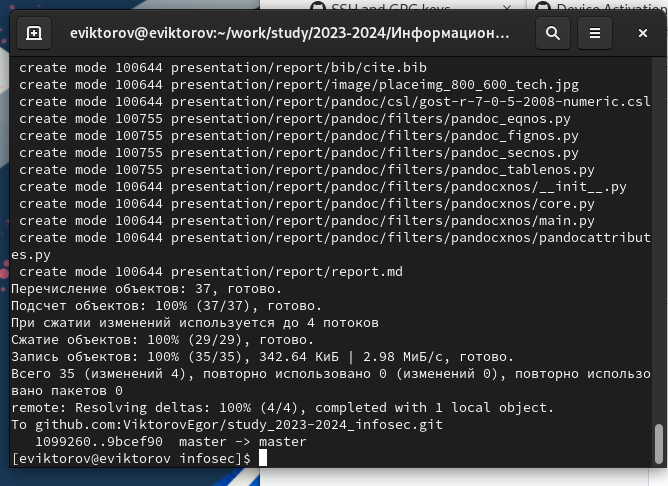 SSH and GPG keys
Device Activation
eviktorov@eviktorov:~/work/study/2023-2024/Информацион...
create mode 100644 presentation/report/bib/cite.bib
create mode 100644 presentation/report/image/placeimg_800_600_tech.jpg
create mode 100644 presentation/report/pandoc/csl/gost-r-7-0-5-2008-numeric.csl
create mode 100755 presentation/report/pandoc/filters/pandoc_eqnos.py
create mode 100755 presentation/report/pandoc/filters/pandoc_fignos.py
create mode 100755 presentation/report/pandoc/filters/pandoc_secnos.py
create mode 100755 presentation/report/pandoc/filters/pandoc_tablenos.py
create mode 100644 presentation/report/pandoc/filters/pandocxnos/__init__.py
create mode 100644 presentation/report/pandoc/filters/pandocxnos/core.py
create mode 100644 presentation/report/pandoc/filters/pandocxnos/main.py
create mode 100644 presentation/report/pandoc/filters/pandocxnos/pandocattribut
es.py
create mode 100644 presentation/report/report.md
Перечисление объектов: 37, готово.
Подсчет объектов: 100% (37/37), готово.
При сжатии изменений используется до 4 потоков
Сжатие объектов: 100% (29/29), готово.
Запись объектов: 100% (35/35), 342.64 КиБ | 2.98 МиБ/с, готово.
Всего 35 (изменений 4), повторно использовано 0 (изменений 0), повторно использо
вано пакетов 0
remote: Resolving deltas: 100% (4/4), completed with 1 local object.
To github.com:ViktorovEgor/study_2023-2024_infosec.git
1099260..9bcef90  master -> master
[eviktorov@eviktorov infosec]$